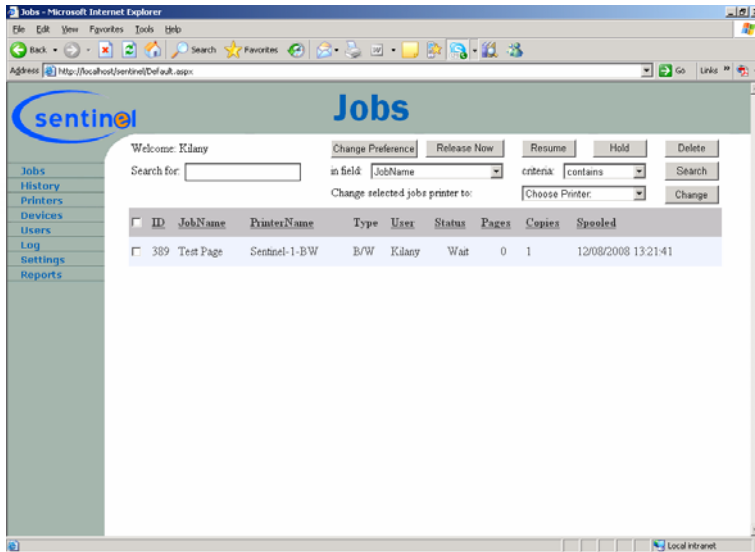 Jobs - Microsoft Internet Explorer
File Edit View Favorites Tools Help
Back Search Favorites
Address http://localhost/sentinel/Default.aspx Go Links »
sentinel
Jobs
Welcome: Kilany Change Preference Release Now Resume Hold Delete
Search for: in field: JobName criteria: contains Search
Change selected jobs printer to: Choose Printer: Change
Jobs
History
Printers
Devices
Users
Log
Settings
Reports
ID JobName PrinterName Type User Status Pages Copies Spooled
389 Test Page Sentinel-1-BW B/W Kilany Wait 0 1 12/08/2008 13:21:41
Local intranet